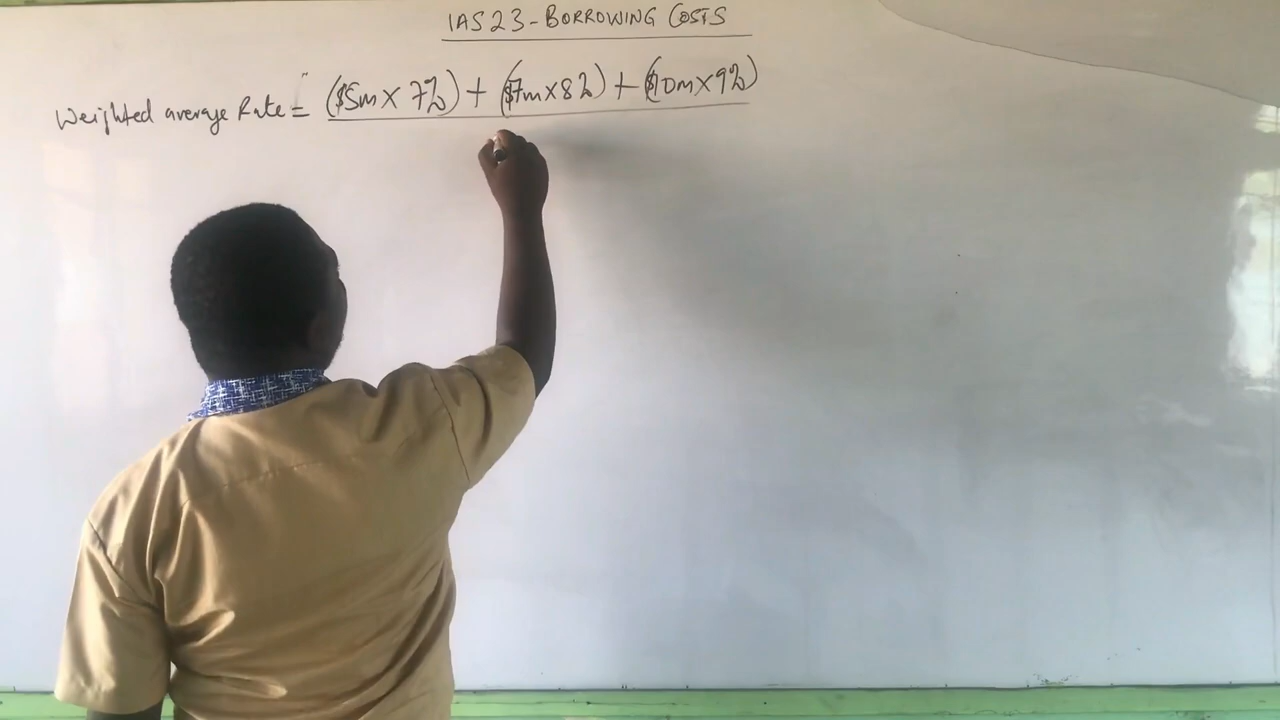 IAS 23 - BORROWING COSTS
Weighted average Rate = ($5m x 7%) + ($7m x 8%) + ($10m x 9%)